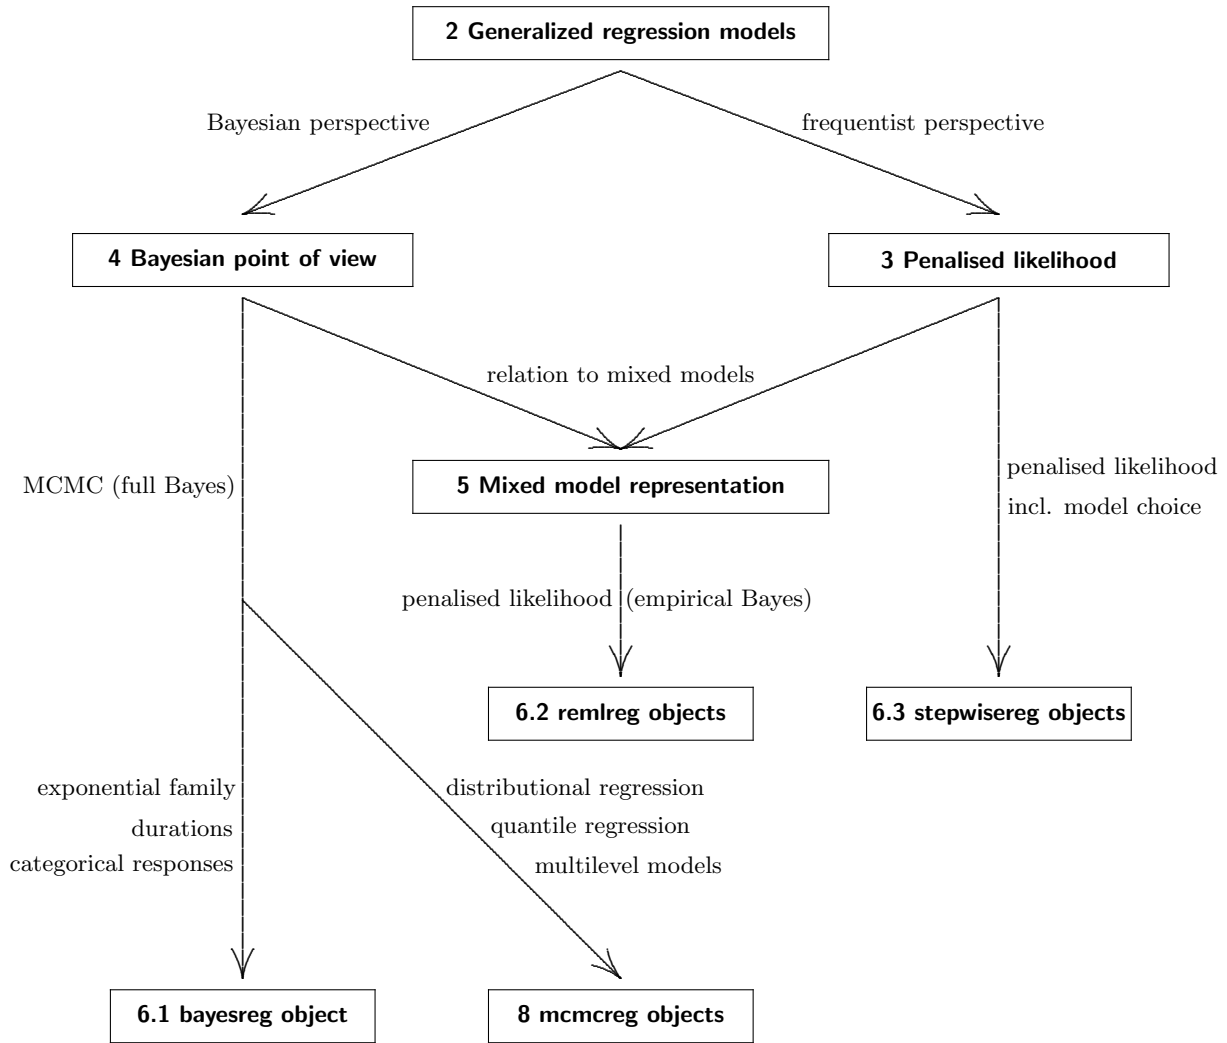 2 Generalized regression models
Bayesian perspective
frequentist perspective
4 Bayesian point of view
3 Penalised likelihood
relation to mixed models
MCMC (full Bayes)
5 Mixed model representation
penalised likelihood
incl. model choice
penalised likelihood (empirical Bayes)
6.2 remlreg objects
6.3 stepwisereg objects
exponential family
durations
categorical responses
distributional regression
quantile regression
multilevel models
6.1 bayesreg object
8 mcmcreg objects